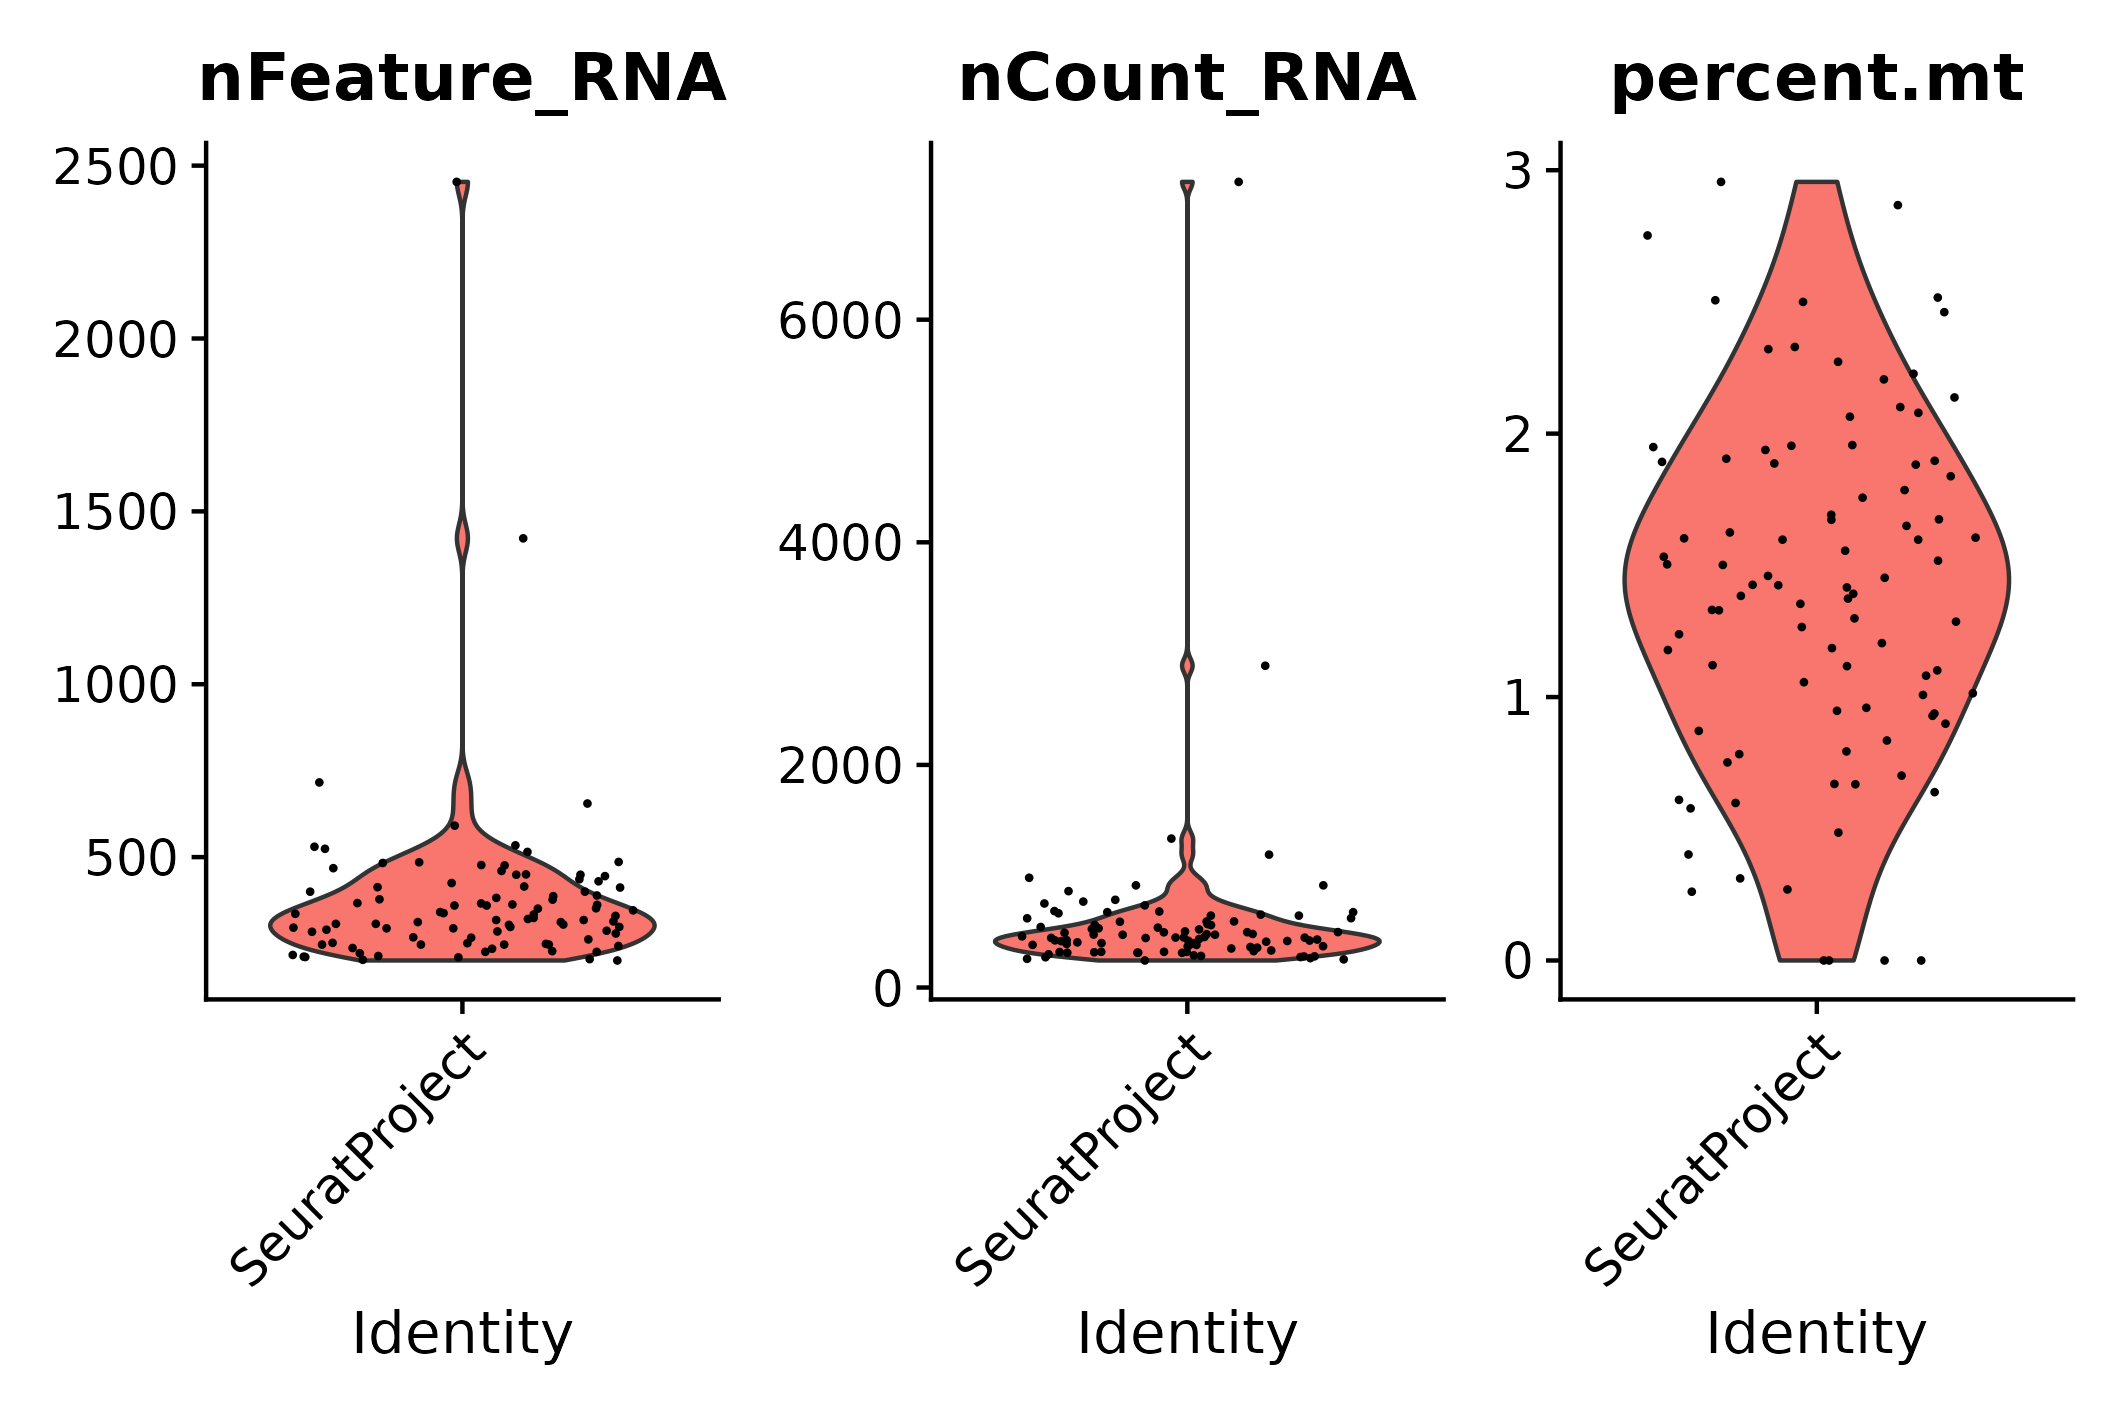 nFeature_RNA
2500
2000
1500
1000
500
SeuratProject
Identity
nCount_RNA
6000
4000
2000
0
SeuratProject
Identity
percent.mt
3
2
1
0
SeuratProject
Identity